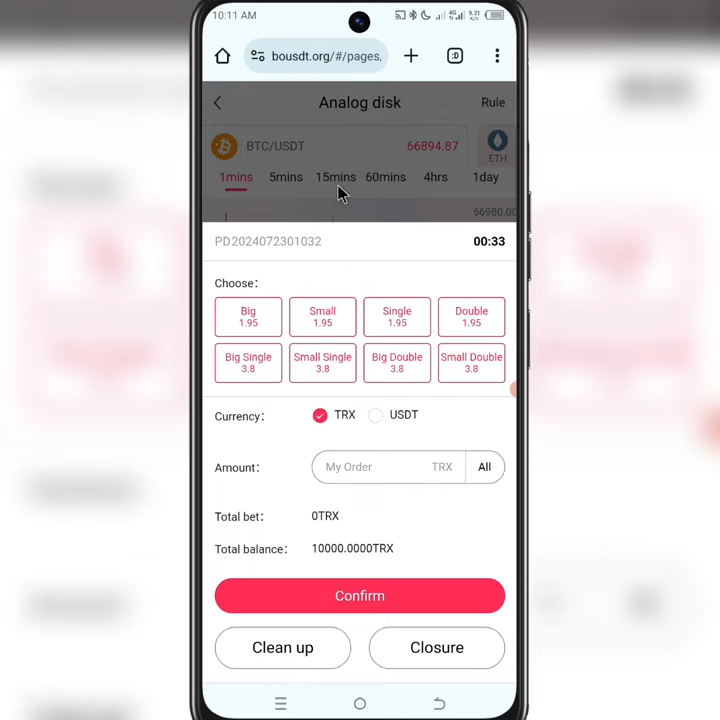 10:11 AM
4G 9.31 K/S
bousdt.org/#/pages,
:D
Analog disk
Rule
BTC/USDT
66894.87
ETH
1mins 5mins 15mins 60mins 4hrs 1day
66980.00
PD2024072301032
00:33
Choose:
Big Small Single Double
1.95 1.95 1.95 1.95
Big Single Small Single Big Double Small Double
3.8 3.8 3.8 3.8
Currency: TRX USDT
Amount: My Order TRX All
Total bet: 0TRX
Total balance: 10000.0000TRX
Confirm
Clean up Closure